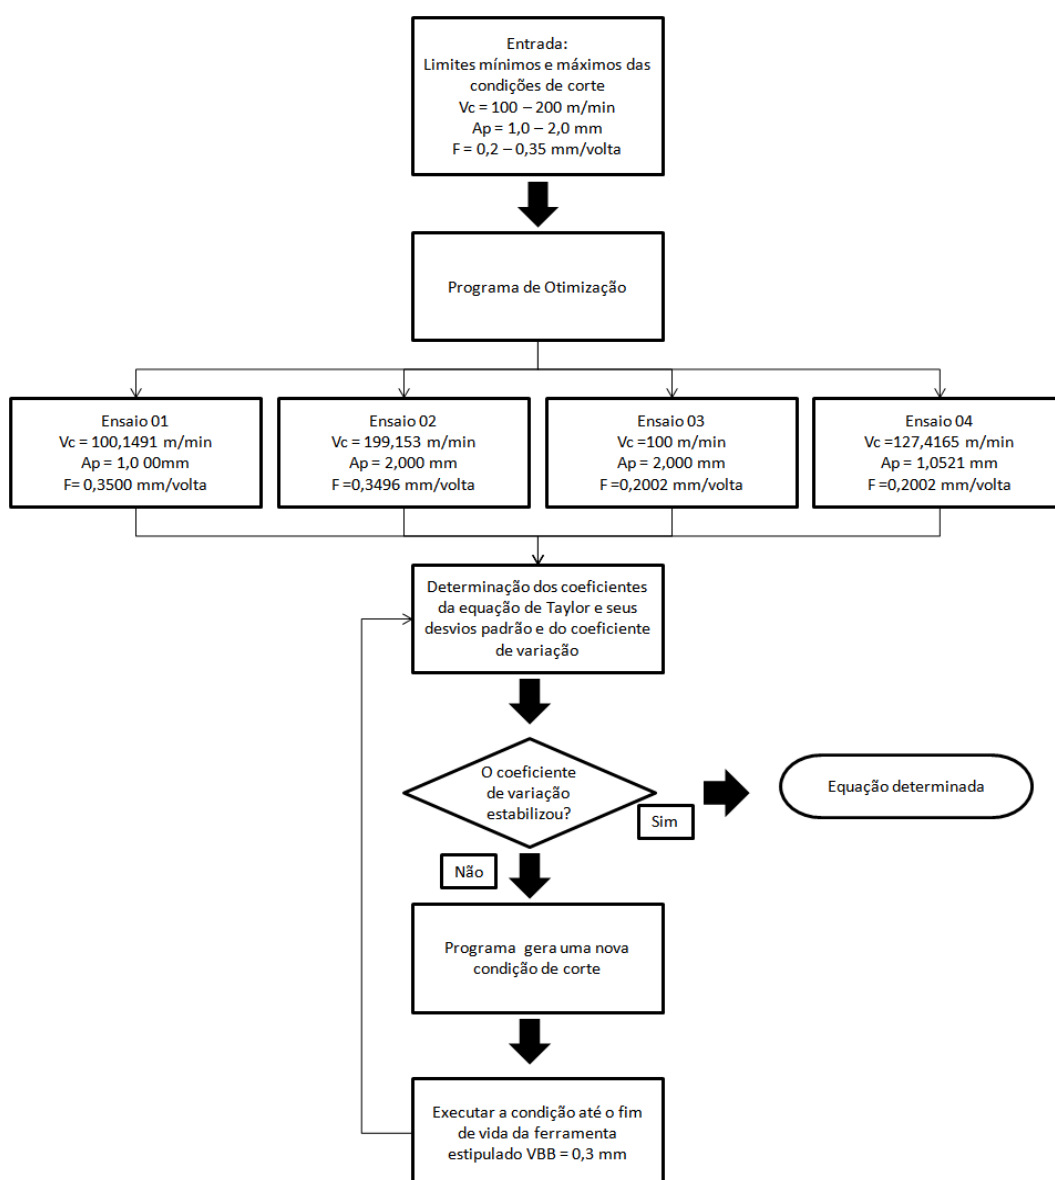 Entrada:
Limites mínimos e máximos das
condições de corte
Vc = 100 – 200 m/min
Ap = 1,0 – 2,0 mm
F = 0,2 – 0,35 mm/volta
Programa de Otimização
Ensaio 01
Vc = 100,1491 m/min
Ap = 1,0 00mm
F= 0,3500 mm/volta
Ensaio 02
Vc = 199,153 m/min
Ap = 2,000 mm
F =0,3496 mm/volta
Ensaio 03
Vc =100 m/min
Ap = 2,000 mm
F =0,2002 mm/volta
Ensaio 04
Vc =127,4165 m/min
Ap = 1,0521 mm
F =0,2002 mm/volta
Determinação dos coeficientes
da equação de Taylor e seus
desvios padrão e do coeficiente
de variação
O coeficiente
de variação
estabilizou?
Sim
Equação determinada
Não
Programa gera uma nova
condição de corte
Executar a condição até o fim
de vida da ferramenta
estipulado VBB = 0,3 mm